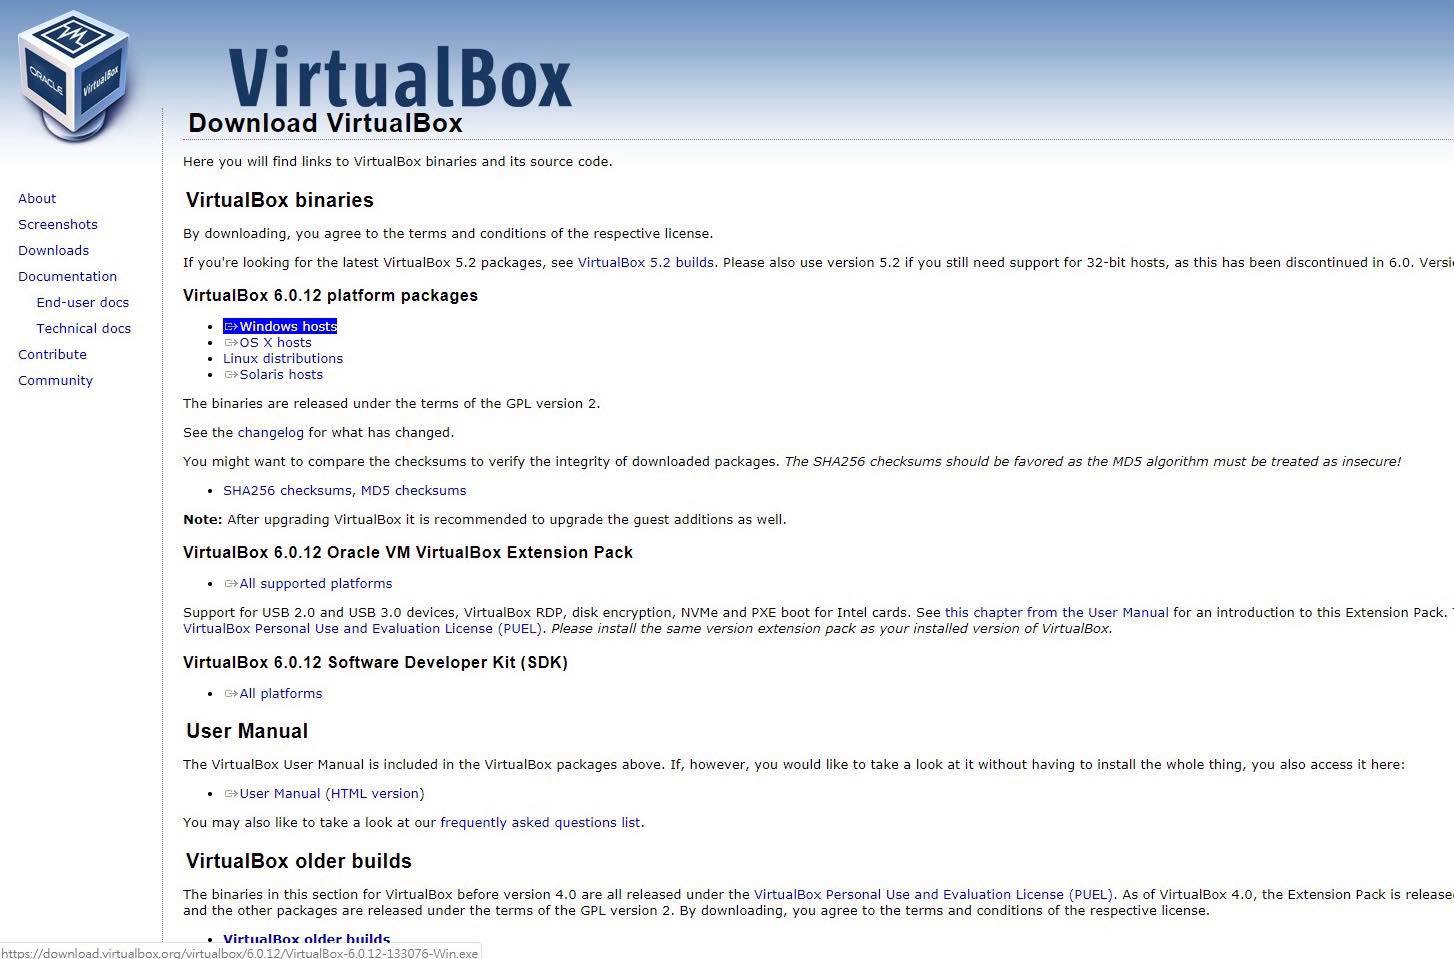 ORACLE
VirtualBox
VirtualBox
Download VirtualBox
Here you will find links to VirtualBox binaries and its source code.
About
Screenshots
Downloads
Documentation
End-user docs
Technical docs
Contribute
Community
VirtualBox binaries
By downloading, you agree to the terms and conditions of the respective license.
If you're looking for the latest VirtualBox 5.2 packages, see VirtualBox 5.2 builds. Please also use version 5.2 if you still need support for 32-bit hosts, as this has been discontinued in 6.0.
VirtualBox 6.0.12 platform packages
Windows hosts
OS X hosts
Linux distributions
Solaris hosts
The binaries are released under the terms of the GPL version 2.
See the changelog for what has changed.
You might want to compare the checksums to verify the integrity of downloaded packages. The SHA256 checksums should be favored as the MD5 algorithm must be treated as insecure!
SHA256 checksums, MD5 checksums
Note: After upgrading VirtualBox it is recommended to upgrade the guest additions as well.
VirtualBox 6.0.12 Oracle VM VirtualBox Extension Pack
All supported platforms
Support for USB 2.0 and USB 3.0 devices, VirtualBox RDP, disk encryption, NVMe and PXE boot for Intel cards. See this chapter from the User Manual for an introduction to this Extension Pack.
VirtualBox Personal Use and Evaluation License (PUEL). Please install the same version extension pack as your installed version of VirtualBox.
VirtualBox 6.0.12 Software Developer Kit (SDK)
All platforms
User Manual
The VirtualBox User Manual is included in the VirtualBox packages above. If, however, you would like to take a look at it without having to install the whole thing, you also access it here:
User Manual (HTML version)
You may also like to take a look at our frequently asked questions list.
VirtualBox older builds
The binaries in this section for VirtualBox before version 4.0 are all released under the VirtualBox Personal Use and Evaluation License (PUEL). As of VirtualBox 4.0, the Extension Pack is
and the other packages are released under the terms of the GPL version 2. By downloading, you agree to the terms and conditions of the respective license.
VirtualBox older builds
https://download.virtualbox.org/virtualbox/6.0.12/VirtualBox-6.0.12-133076-Win.exe